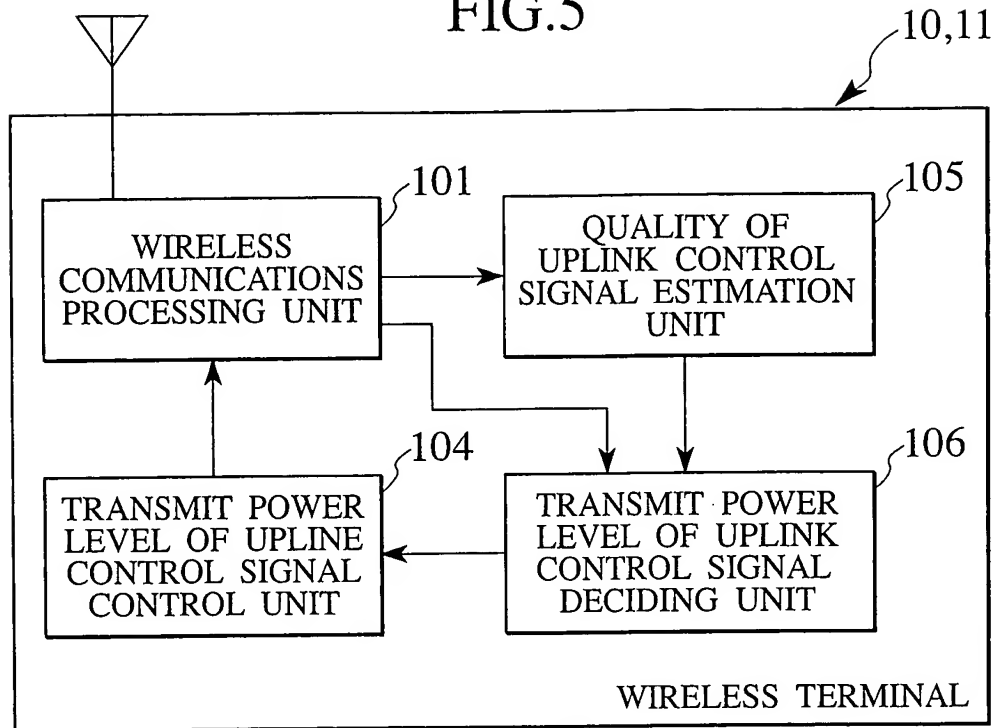 FIG.5
10,11
101
WIRELESS
COMMUNICATIONS
PROCESSING UNIT
105
QUALITY OF
UPLINK CONTROL
SIGNAL ESTIMATION
UNIT
104
TRANSMIT POWER
LEVEL OF UPLINE
CONTROL SIGNAL
CONTROL UNIT
106
TRANSMIT POWER
LEVEL OF UPLINK
CONTROL SIGNAL
DECIDING UNIT
WIRELESS TERMINAL